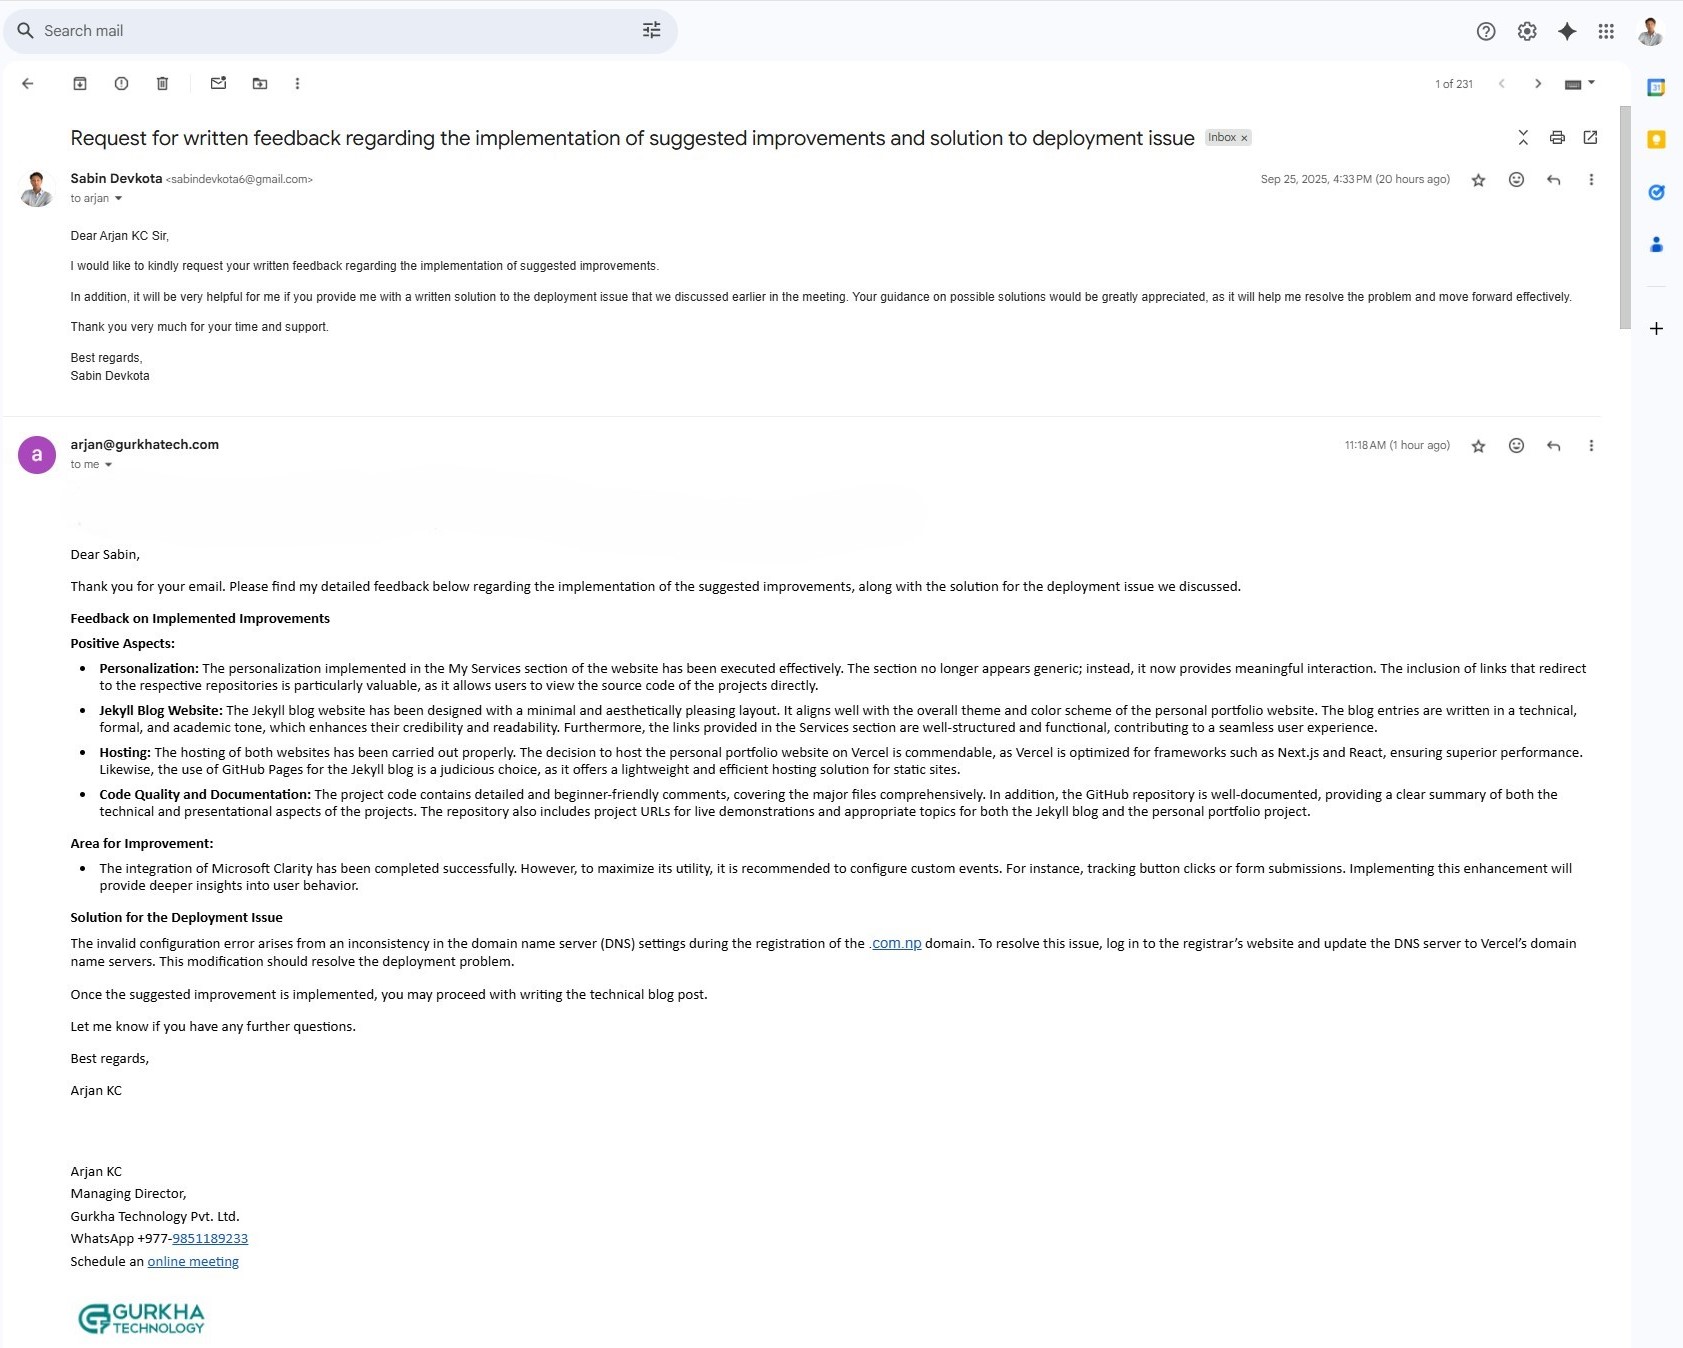 Search mail
1 of 231
Request for written feedback regarding the implementation of suggested improvements and solution to deployment issue Inbox x
Sabin Devkota <sabindevkota6@gmail.com>
Sep 25, 2025, 4:33 PM (20 hours ago)
to arjan
Dear Arjan KC Sir,
I would like to kindly request your written feedback regarding the implementation of suggested improvements.
In addition, it will be very helpful for me if you provide me with a written solution to the deployment issue that we discussed earlier in the meeting. Your guidance on possible solutions would be greatly appreciated, as it will help me resolve the problem and move forward effectively.
Thank you very much for your time and support.
Best regards,
Sabin Devkota
a
arjan@gurkhatech.com
11:18 AM (1 hour ago)
to me
Dear Sabin,
Thank you for your email. Please find my detailed feedback below regarding the implementation of the suggested improvements, along with the solution for the deployment issue we discussed.
Feedback on Implemented Improvements
Positive Aspects:
• Personalization: The personalization implemented in the My Services section of the website has been executed effectively. The section no longer appears generic; instead, it now provides meaningful interaction. The inclusion of links that redirect
to the respective repositories is particularly valuable, as it allows users to view the source code of the projects directly.
• Jekyll Blog Website: The Jekyll blog website has been designed with a minimal and aesthetically pleasing layout. It aligns well with the overall theme and color scheme of the personal portfolio website. The blog entries are written in a technical,
formal, and academic tone, which enhances their credibility and readability. Furthermore, the links provided in the Services section are well-structured and functional, contributing to a seamless user experience.
• Hosting: The hosting of both websites has been carried out properly. The decision to host the personal portfolio website on Vercel is commendable, as Vercel is optimized for frameworks such as Next.js and React, ensuring superior performance.
Likewise, the use of GitHub Pages for the Jekyll blog is a judicious choice, as it offers a lightweight and efficient hosting solution for static sites.
• Code Quality and Documentation: The project code contains detailed and beginner-friendly comments, covering the major files comprehensively. In addition, the GitHub repository is well-documented, providing a clear summary of both the
technical and presentational aspects of the projects. The repository also includes project URLs for live demonstrations and appropriate topics for both the Jekyll blog and the personal portfolio project.
Area for Improvement:
• The integration of Microsoft Clarity has been completed successfully. However, to maximize its utility, it is recommended to configure custom events. For instance, tracking button clicks or form submissions. Implementing this enhancement will
provide deeper insights into user behavior.
Solution for the Deployment Issue
The invalid configuration error arises from an inconsistency in the domain name server (DNS) settings during the registration of the .com.np domain. To resolve this issue, log in to the registrar’s website and update the DNS server to Vercel’s domain
name servers. This modification should resolve the deployment problem.
Once the suggested improvement is implemented, you may proceed with writing the technical blog post.
Let me know if you have any further questions.
Best regards,
Arjan KC
Arjan KC
Managing Director,
Gurkha Technology Pvt. Ltd.
WhatsApp +977-9851189233
Schedule an online meeting
GURKHA
TECHNOLOGY
31